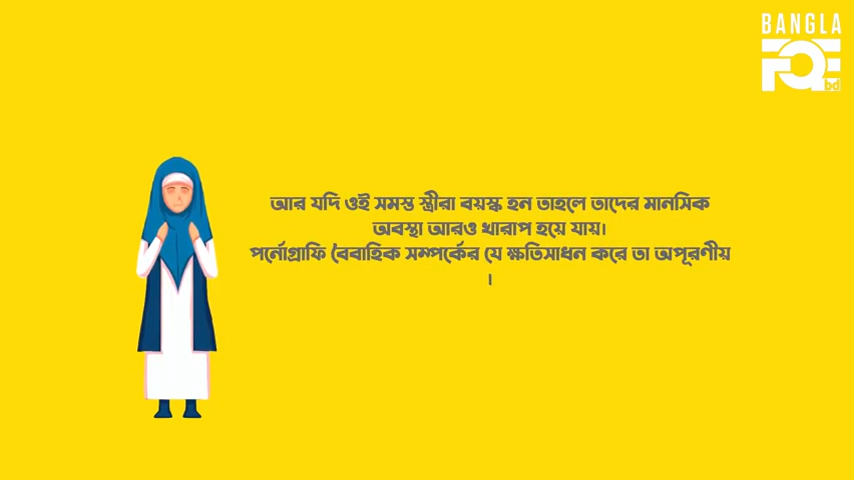 BANGLA
FQE
bd
আর যদি ওই সমস্ত স্ত্রীরা বয়স্ক হন তাহলে তাদের মানসিক
অবস্থা আরও খারাপ হয়ে যায়।
পর্নোগ্রাফি বৈবাহিক সম্পর্কের যে ক্ষতিসাধন করে তা অপূরণীয়
।